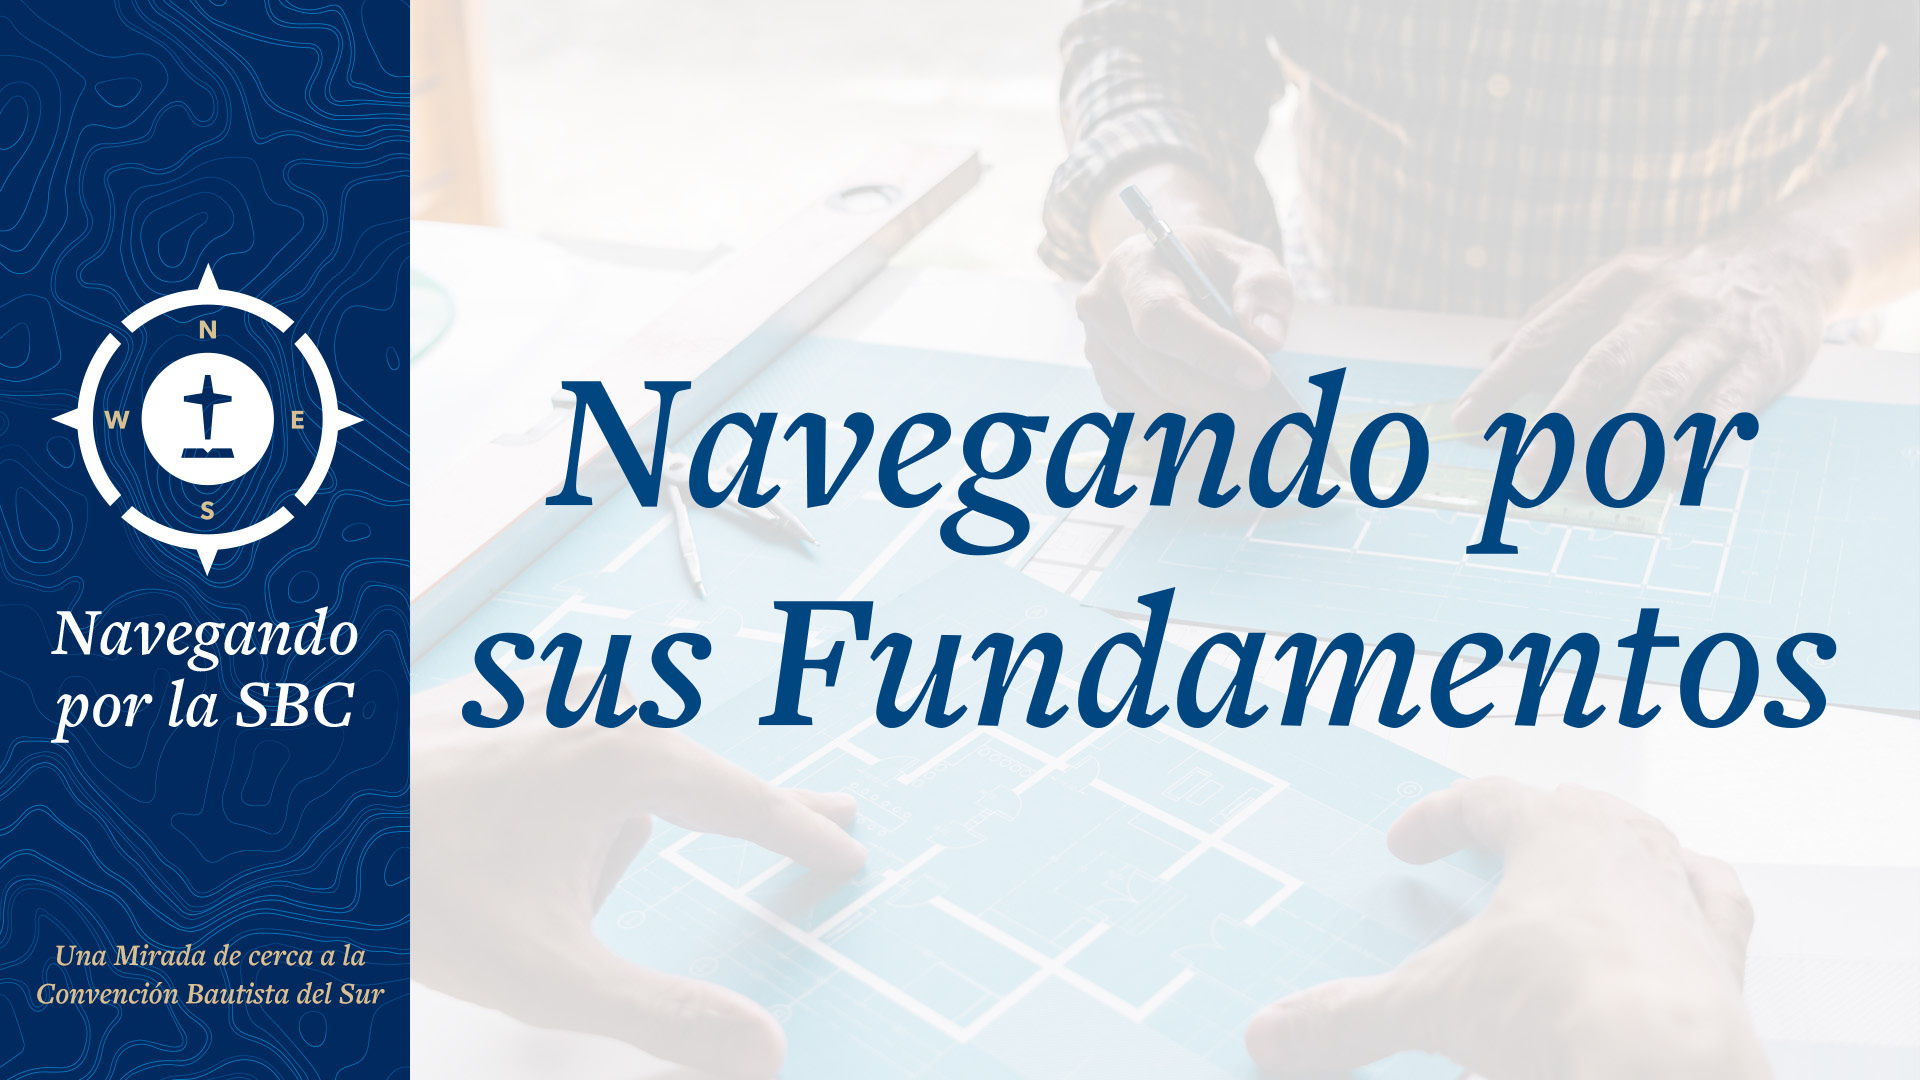 N
W
E
S
Navegando
por la SBC
Una Mirada de cerca a la
Convención Bautista del Sur
Navegando por
sus Fundamentos